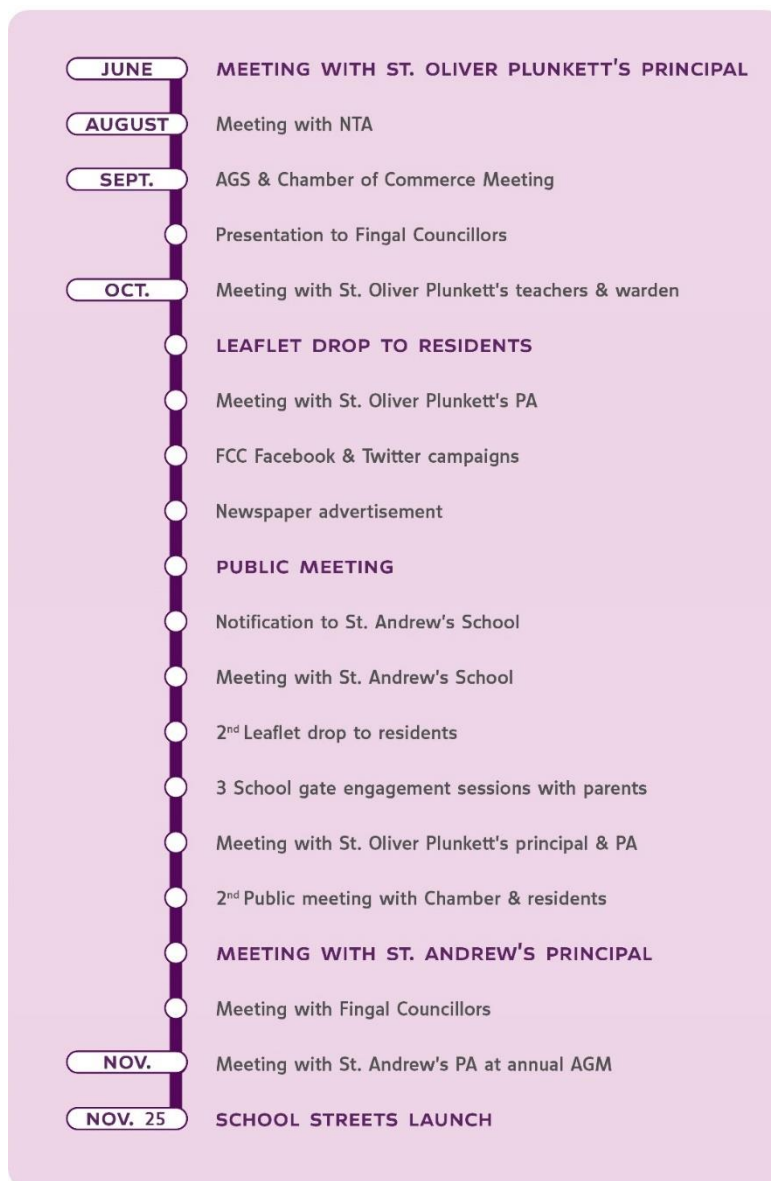 JUNE MEETING WITH ST. OLIVER PLUNKETT'S PRINCIPAL
AUGUST Meeting with NTA
SEPT. AGS & Chamber of Commerce Meeting
Presentation to Fingal Councillors
OCT. Meeting with St. Oliver Plunkett's teachers & warden
LEAFLET DROP TO RESIDENTS
Meeting with St. Oliver Plunkett's PA
FCC Facebook & Twitter campaigns
Newspaper advertisement
PUBLIC MEETING
Notification to St. Andrew's School
Meeting with St. Andrew's School
2nd Leaflet drop to residents
3 School gate engagement sessions with parents
Meeting with St. Oliver Plunkett's principal & PA
2nd Public meeting with Chamber & residents
MEETING WITH ST. ANDREW'S PRINCIPAL
Meeting with Fingal Councillors
NOV. Meeting with St. Andrew's PA at annual AGM
NOV. 25 SCHOOL STREETS LAUNCH